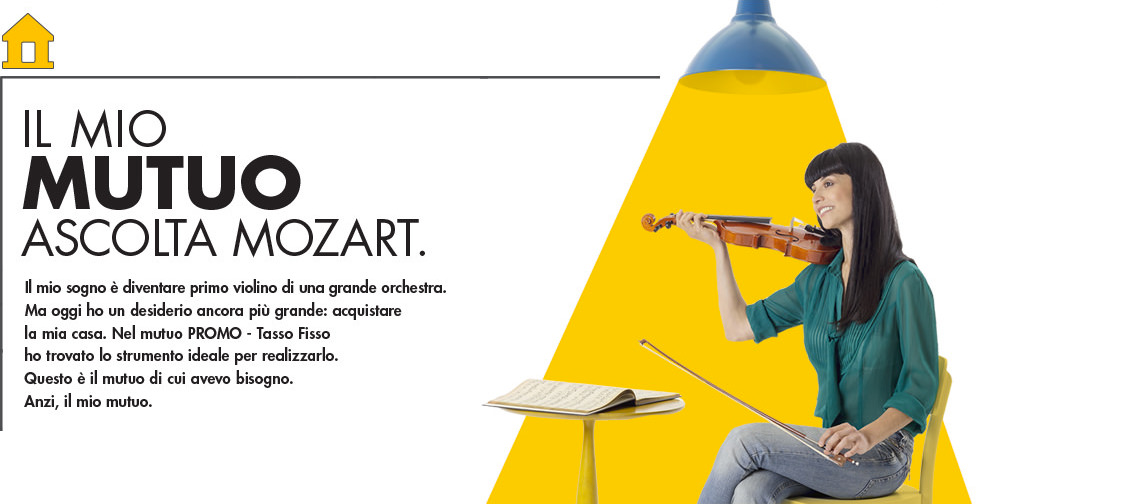 IL MIO
MUTUO
ASCOLTA MOZART.
Il mio sogno è diventare primo violino di una grande orchestra.
Ma oggi ho un desiderio ancora più grande: acquistare
la mia casa. Nel mutuo PROMO - Tasso Fisso
ho trovato lo strumento ideale per realizzarlo.
Questo è il mutuo di cui avevo bisogno.
Anzi, il mio mutuo.